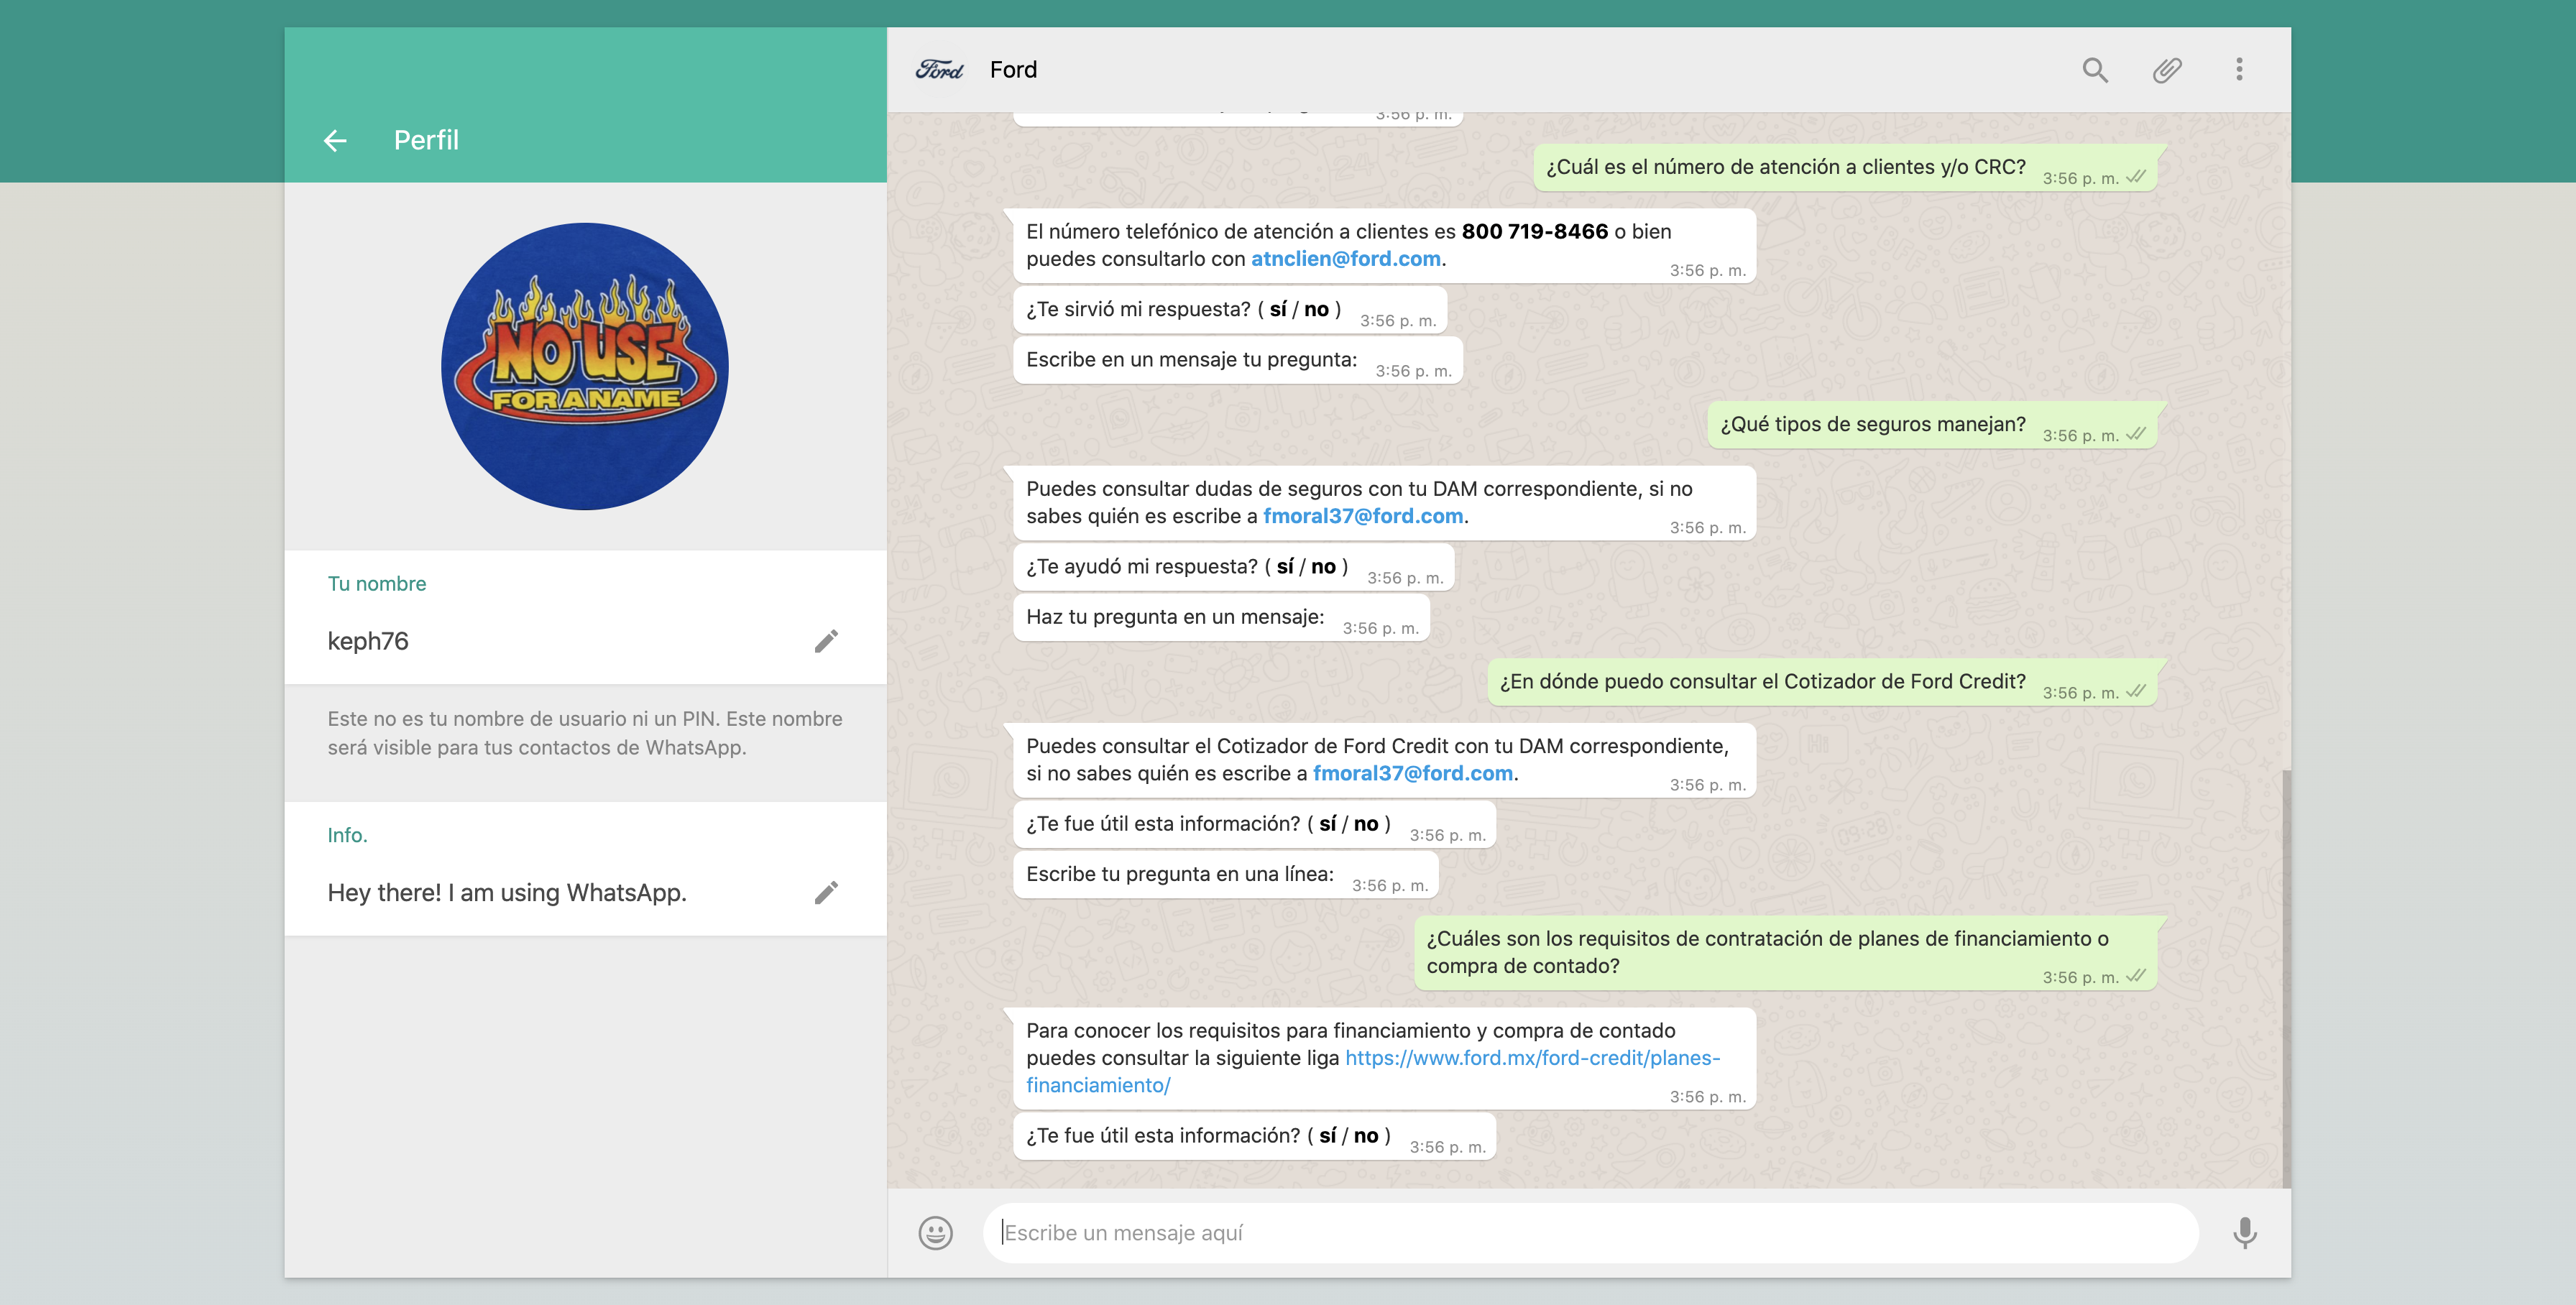 Perfil
NO USE
FOR A NAME
Tu nombre
keph76
Este no es tu nombre de usuario ni un PIN. Este nombre
será visible para tus contactos de WhatsApp.
Info.
Hey there! I am using WhatsApp.
Ford
Ford
3:56 p. m.
¿Cuál es el número de atención a clientes y/o CRC?
3:56 p. m.
El número telefónico de atención a clientes es 800 719-8466 o bien
puedes consultarlo con atnclien@ford.com.
3:56 p. m.
¿Te sirvió mi respuesta? ( sí / no )
3:56 p. m.
Escribe en un mensaje tu pregunta:
3:56 p. m.
¿Qué tipos de seguros manejan?
3:56 p. m.
Puedes consultar dudas de seguros con tu DAM correspondiente, si no
sabes quién es escribe a fmoral37@ford.com.
3:56 p. m.
¿Te ayudó mi respuesta? ( sí / no )
3:56 p. m.
Haz tu pregunta en un mensaje:
3:56 p. m.
¿En dónde puedo consultar el Cotizador de Ford Credit?
3:56 p. m.
Puedes consultar el Cotizador de Ford Credit con tu DAM correspondiente,
si no sabes quién es escribe a fmoral37@ford.com.
3:56 p. m.
¿Te fue útil esta información? ( sí / no )
3:56 p. m.
Escribe tu pregunta en una línea:
3:56 p. m.
¿Cuáles son los requisitos de contratación de planes de financiamiento o
compra de contado?
3:56 p. m.
Para conocer los requisitos para financiamiento y compra de contado
puedes consultar la siguiente liga https://www.ford.mx/ford-credit/planes-
financiamiento/
3:56 p. m.
¿Te fue útil esta información? ( sí / no )
3:56 p. m.
Escribe un mensaje aquí